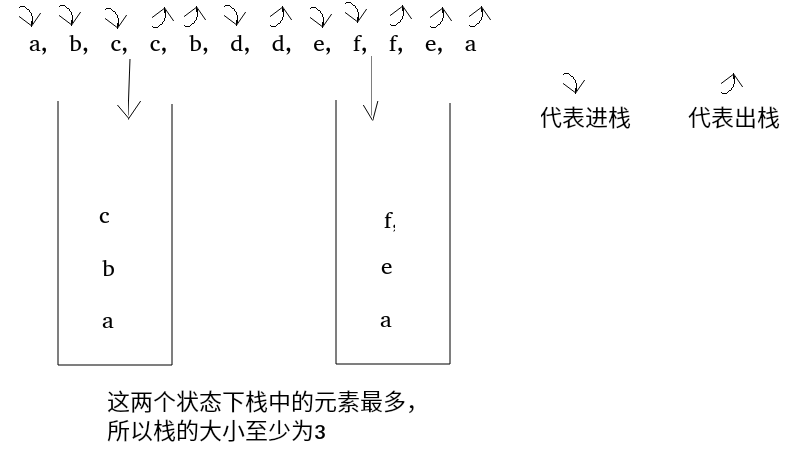 a, b, c, c, b, d, d, e, f, f, e, a
代表进栈
代表出栈
c
b
a
f,
e
a
这两个状态下栈中的元素最多，
所以栈的大小至少为3